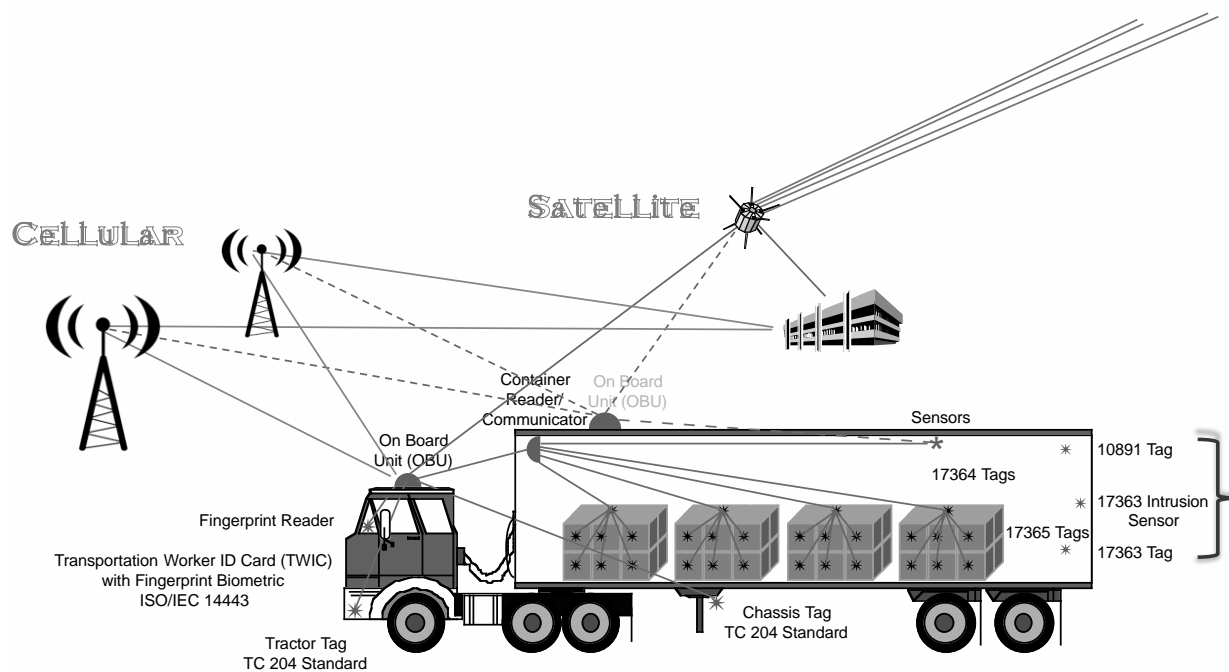 Satellite
Cellular
Container
Reader/
Communicator
On Board
Unit (OBU)
Sensors
On Board
Unit (OBU)
10891 Tag
17364 Tags
17363 Intrusion
Sensor
Fingerprint Reader
17365 Tags
17363 Tag
Transportation Worker ID Card (TWIC)
with Fingerprint Biometric
ISO/IEC 14443
Chassis Tag
TC 204 Standard
Tractor Tag
TC 204 Standard